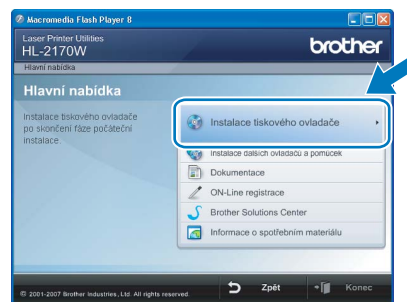 Macromedia Flash Player 8
Laser Printer Utilities
HL-2170W
brother
Hlavní nabídka
Hlavní nabídka
Instalace tiskového ovladače
po skončení fáze počáteční
instalace.
Instalace tiskového ovladače
Instalace dalších ovladačů a pomůcek
Dokumentace
ON-Line registrace
Brother Solutions Center
Informace o spotřebním materiálu
© 2001-2007 Brother Industries, Ltd. All rights reserved.
Zpět
Konec